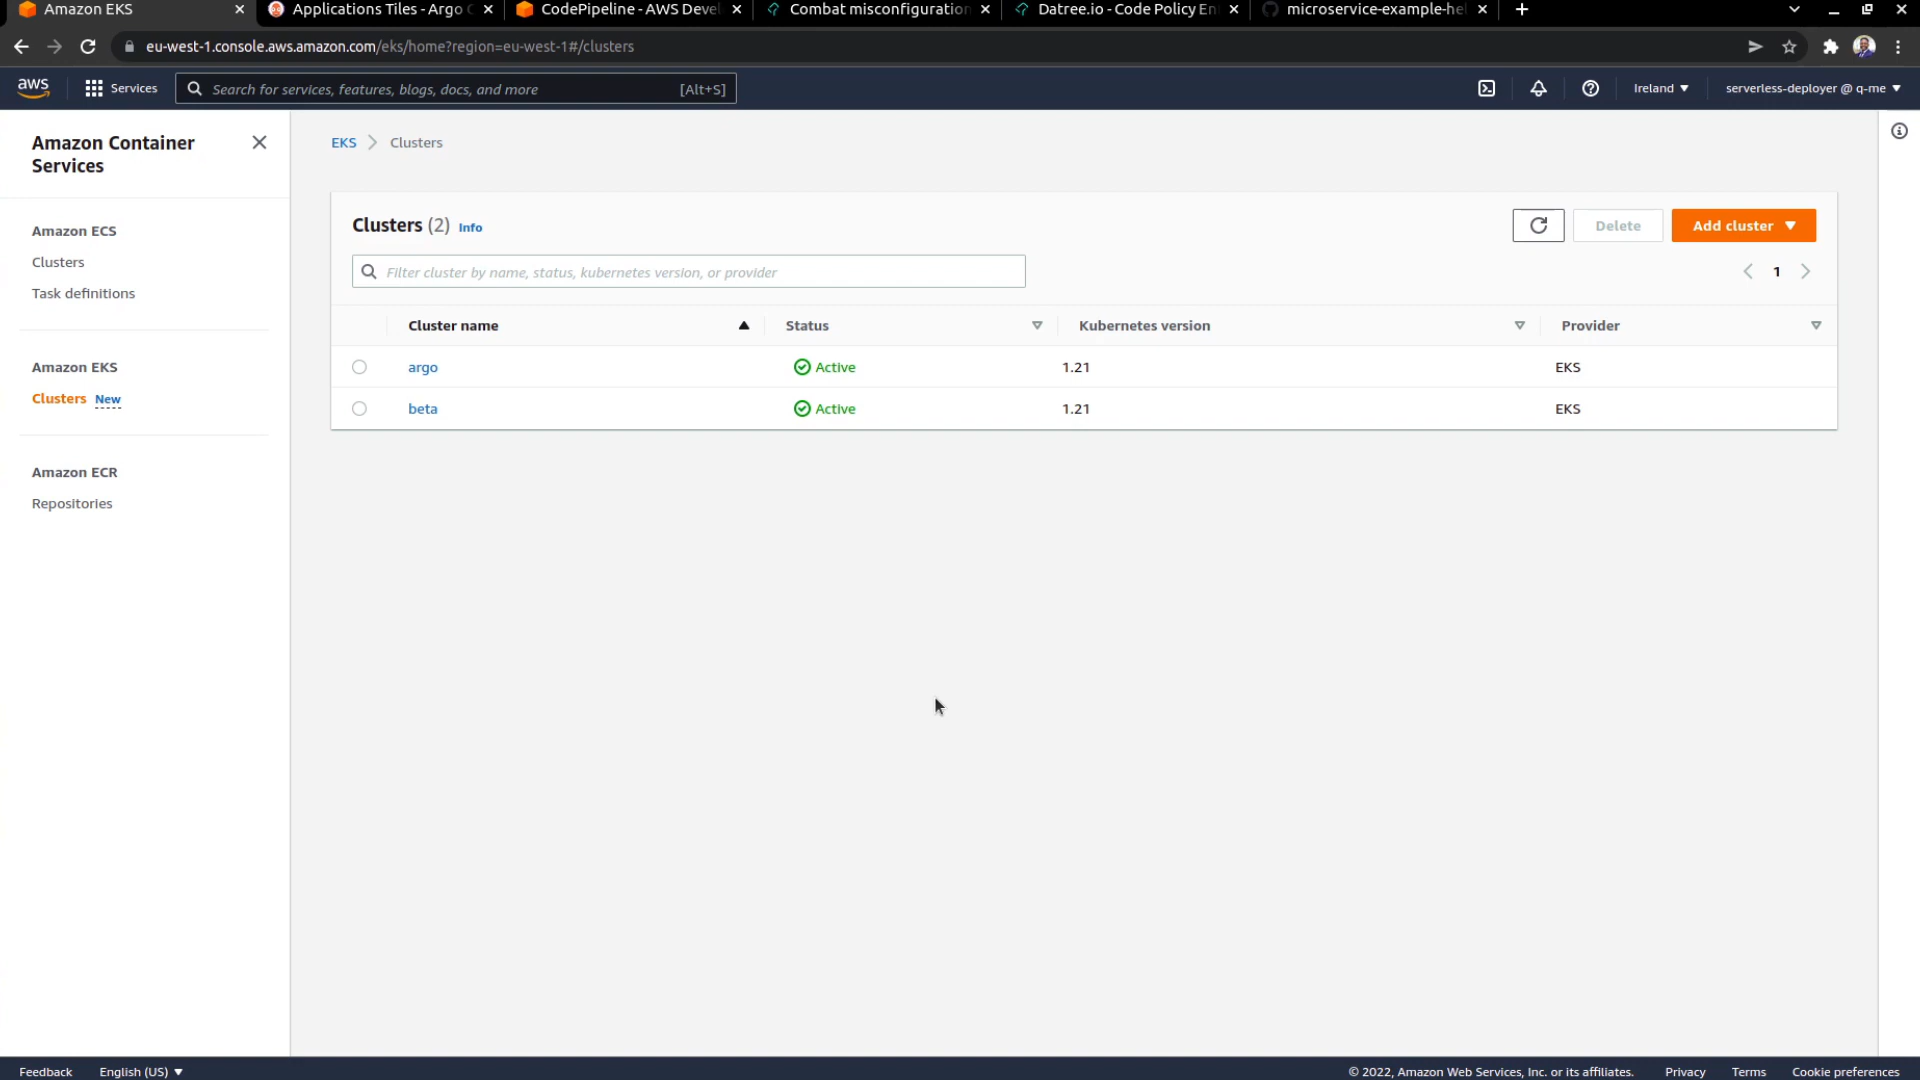 Amazon EKS
Applications Tiles - Argo C
CodePipeline - AWS Devel
Combat misconfiguration
Datree.io - Code Policy En
microservice-example-hel
eu-west-1.console.aws.amazon.com/eks/home?region=eu-west-1#/clusters
aws
Services
Search for services, features, blogs, docs, and more
[Alt+S]
Ireland
serverless-deployer @ q-me
Amazon Container
Services
Amazon ECS
Clusters
Task definitions
Amazon EKS
Clusters New
Amazon ECR
Repositories
EKS
Clusters
Clusters (2) Info
Delete
Add cluster
Filter cluster by name, status, kubernetes version, or provider
1
Cluster name
Status
Kubernetes version
Provider
argo
Active
1.21
EKS
beta
Active
1.21
EKS
Feedback
English (US)
© 2022, Amazon Web Services, Inc. or its affiliates.
Privacy
Terms
Cookie preferences